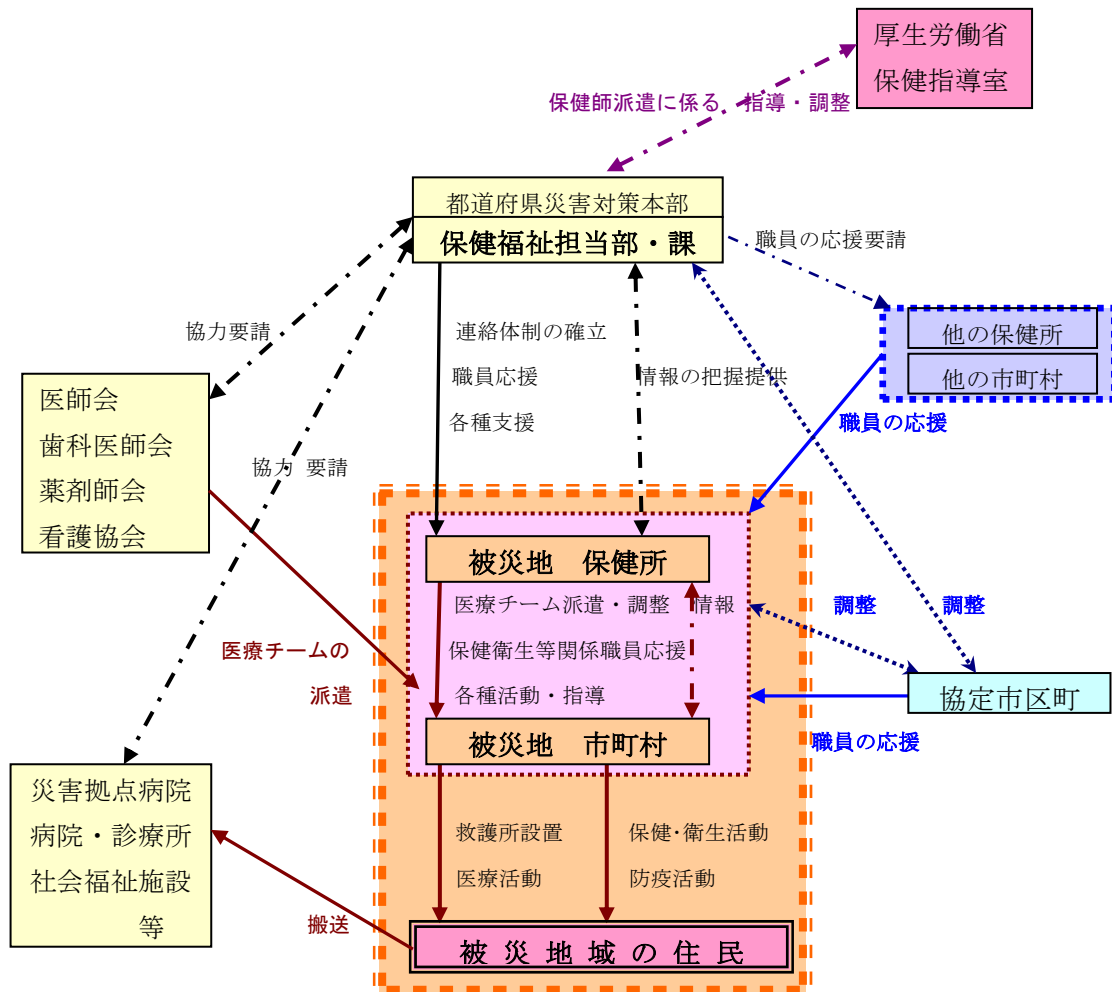 厚生労働省
保健指導室
保健師派遣に係る 指導・調整
都道府県災害対策本部
保健福祉担当部・課
職員の応援要請
協力要請
連絡体制の確立
職員応援
各種支援
情報の把握提供
他の保健所
他の市町村
職員の応援
医師会
歯科医師会
薬剤師会
看護協会
協力 要請
被災地 保健所
医療チーム派遣・調整 情報
保健衛生等関係職員応援
各種活動・指導
調整
調整
医療チームの
派遣
協定市区町
職員の応援
被災地 市町村
災害拠点病院
病院・診療所
社会福祉施設
等
救護所設置
医療活動
保健・衛生活動
防疫活動
搬送
被災地域の住民